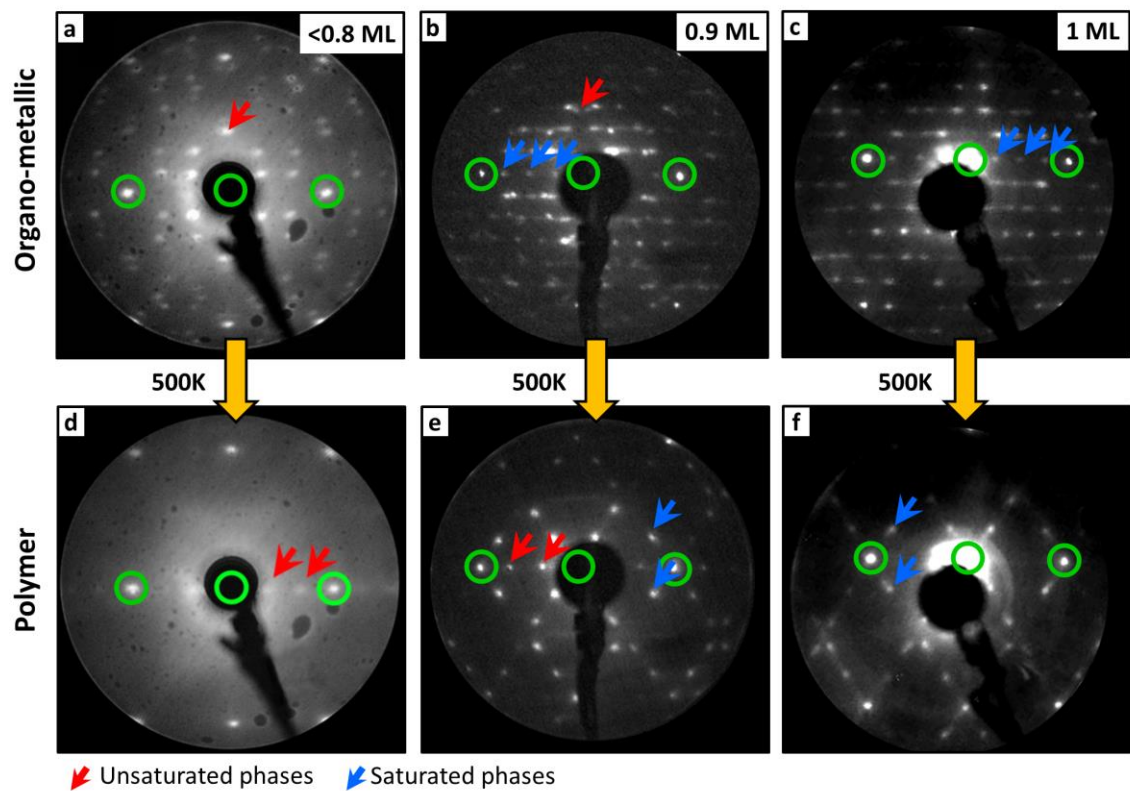 a
<0.8 ML
b
0.9 ML
c
1 ML
Organo-metallic
500K
500K
500K
d
e
f
Polymer
Unsaturated phases
Saturated phases